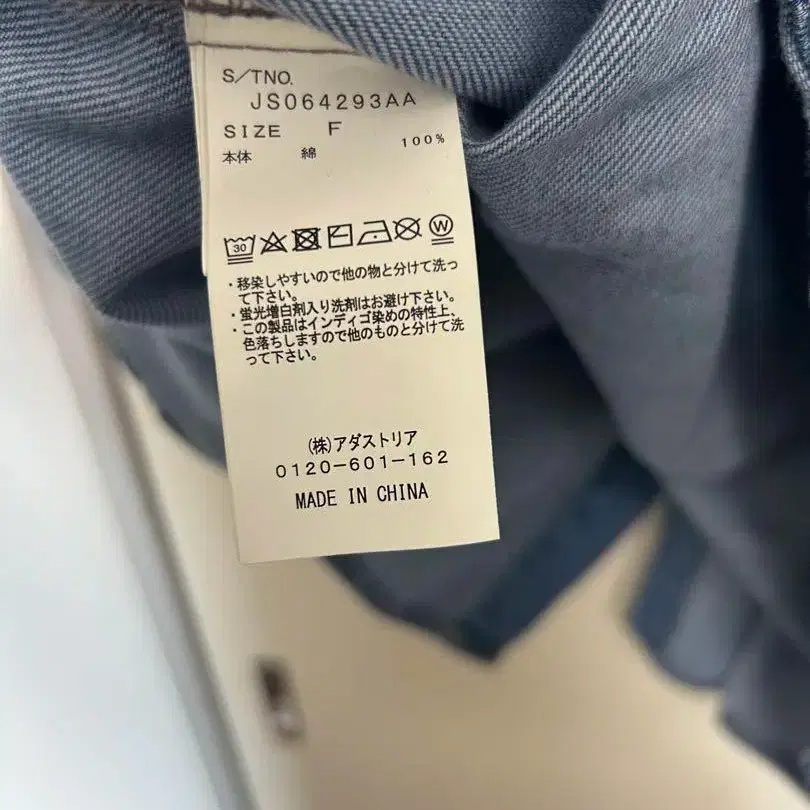 S/TNO.
JS064293AA
SIZE F
本体 綿 100%
30 W
・移染しやすいので他の物と分けて洗っ
て下さい。
・蛍光増白剤入り洗剤はお避け下さい。
・この製品はインディゴ染めの特性上、
色落ちしますので他のものと分けて洗
って下さい。
(株)アダストリア
0120-601-162
MADE IN CHINA